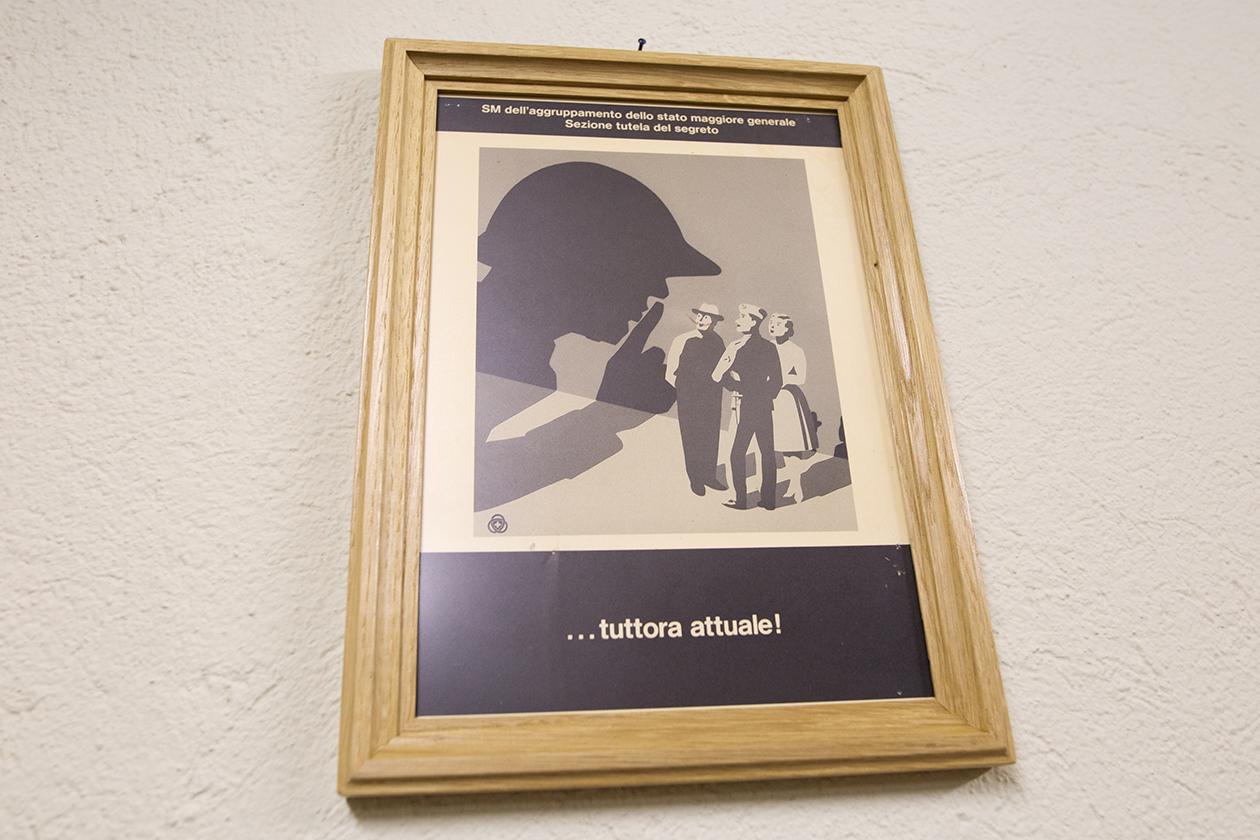 SM dell'aggruppamento dello stato maggiore generale
Sezione tutela del segreto
...tuttora attuale!